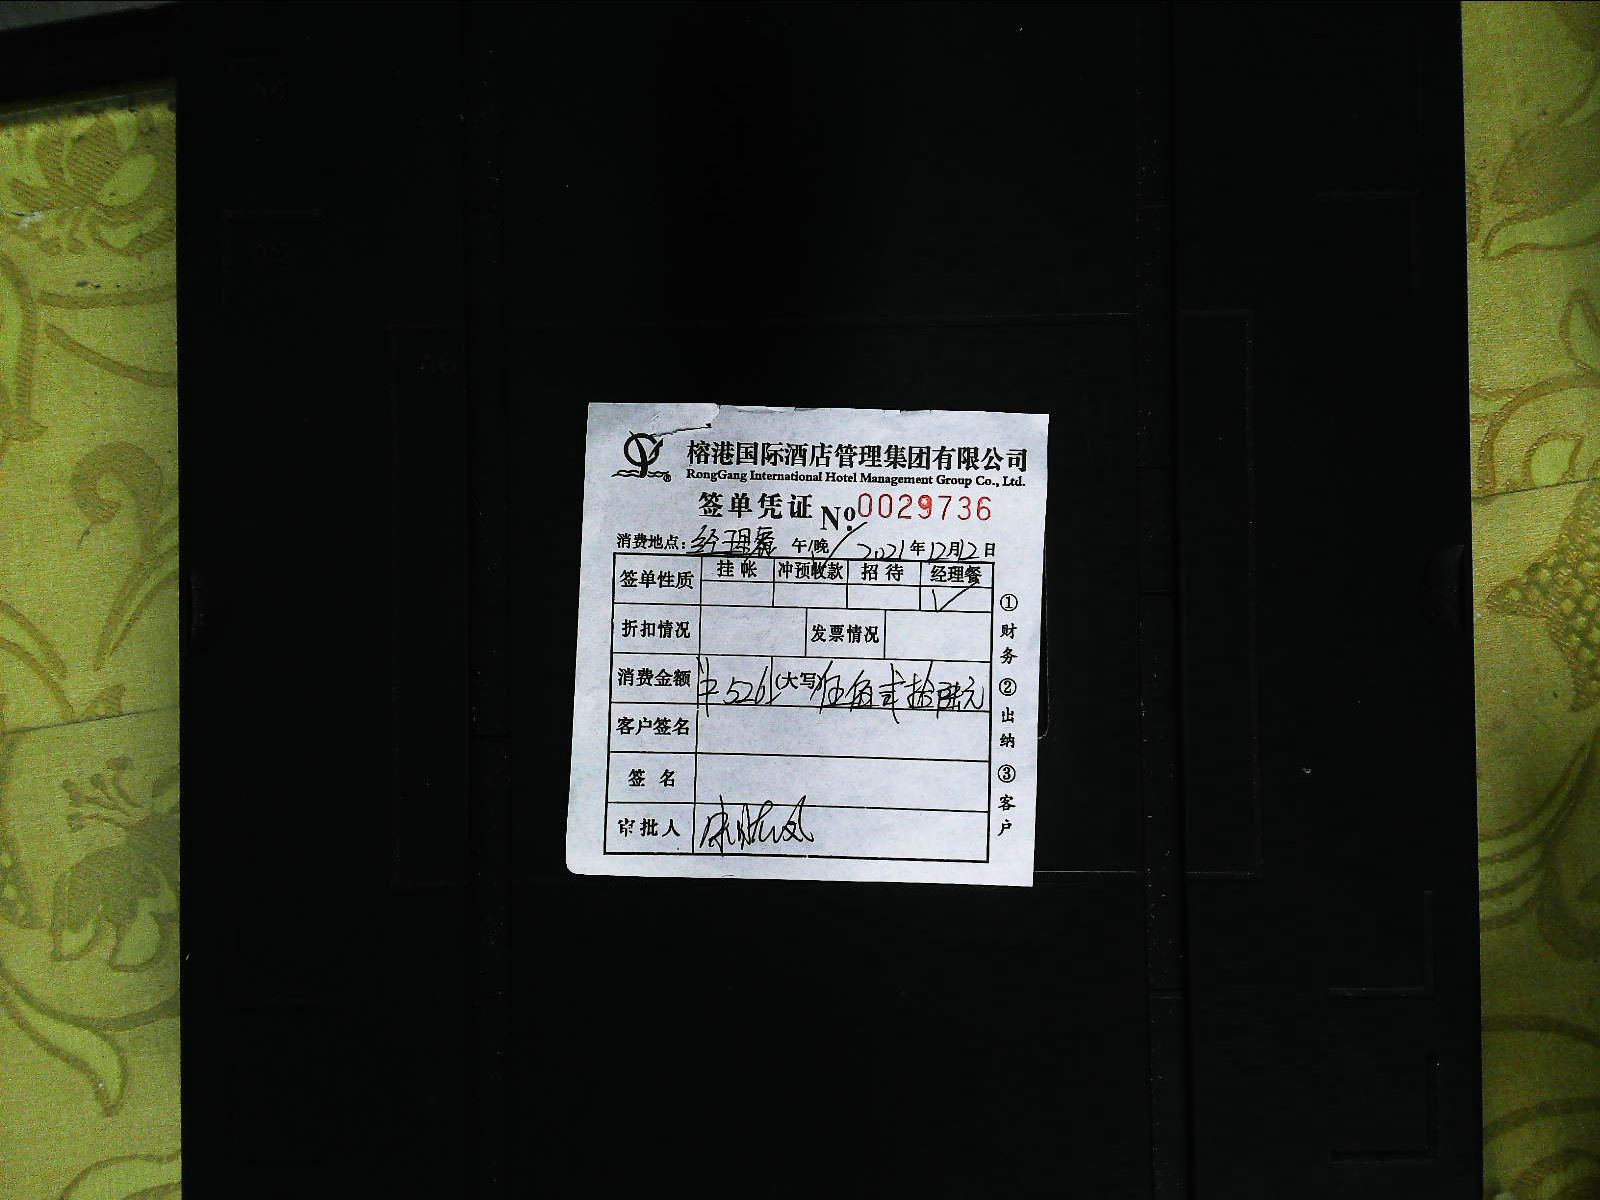 榕港国际酒店管理集团有限公司
RongGang International Hotel Management Group Co., Ltd.
签单凭证 No. 0029736
消费地点: 经理餐 午/晚 2021年12月12日
签单性质 挂帐 冲预收款 招待 经理餐
✓
折扣情况 发票情况
消费金额 526 (大写) 伍佰贰拾陆元
客户签名
签名
审批人
①财务 ②出纳 ③客户